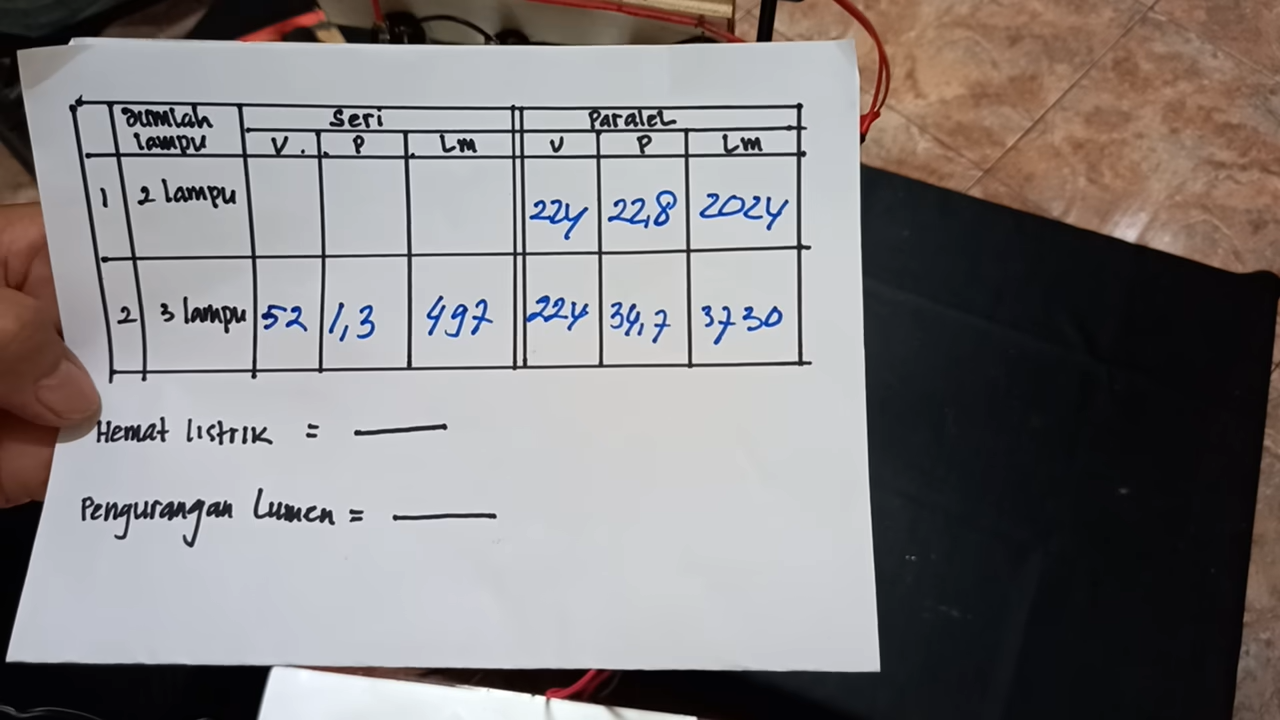 Jumlah lampu Seri Paralel
V. P Lm V P Lm
1 2 lampu 224 22,8 2024
2 3 lampu 52 1,3 497 224 34,7 3730
Hemat listrik =
Pengurangan Lumen =